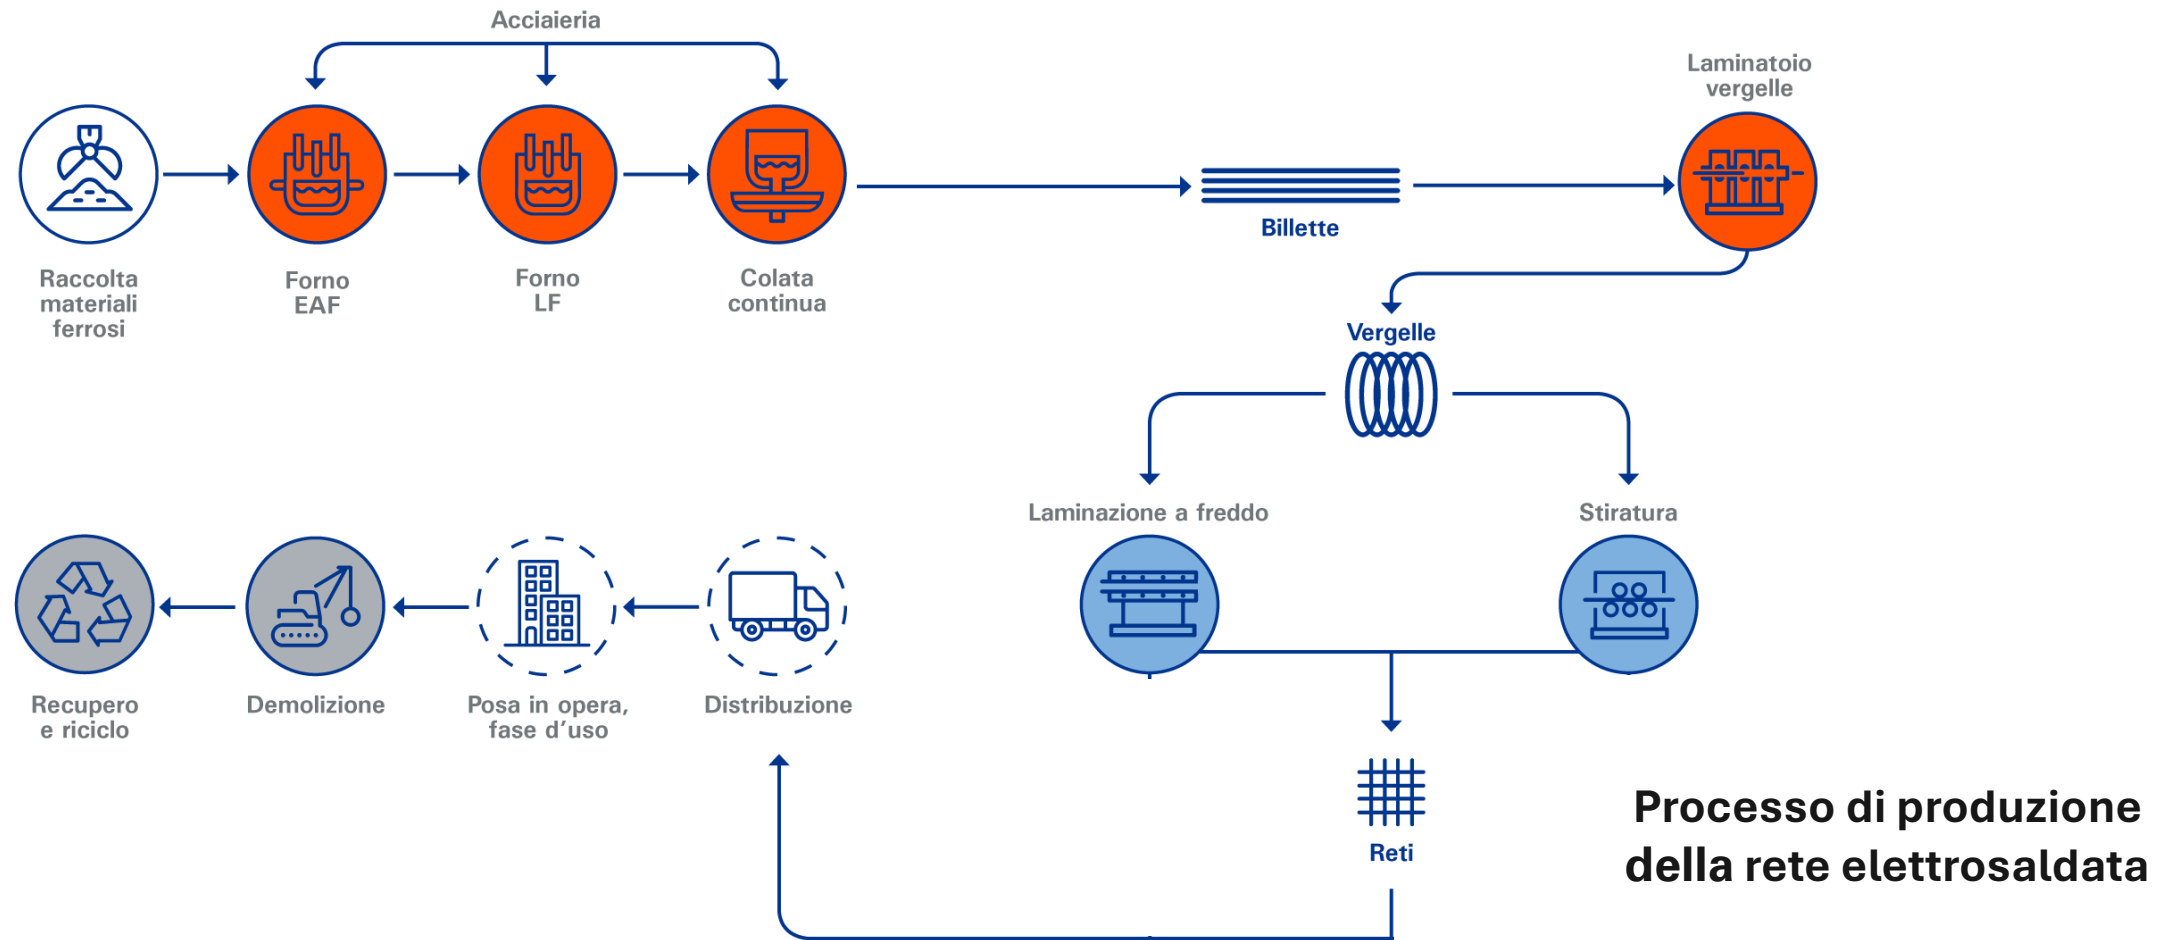 Acciaieria
Raccolta
materiali
ferrosi
Forno
EAF
Forno
LF
Colata
continua
Billette
Laminatoio
vergelle
Vergelle
Laminazione a freddo
Stiratura
Reti
Distribuzione
Posa in opera,
fase d’uso
Demolizione
Recupero
e riciclo
Processo di produzione
della rete elettrosaldata